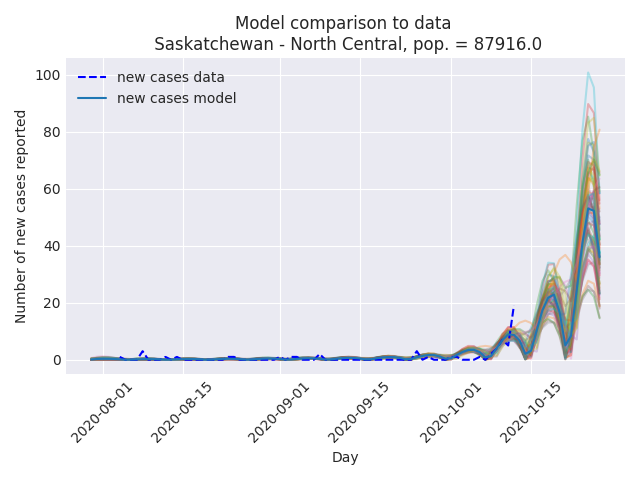 Model comparison to data
Saskatchewan - North Central, pop. = 87916.0
new cases data
new cases model
Number of new cases reported
100
80
60
40
20
0
2020-08-01
2020-08-15
2020-09-01
2020-09-15
2020-10-01
2020-10-15
Day